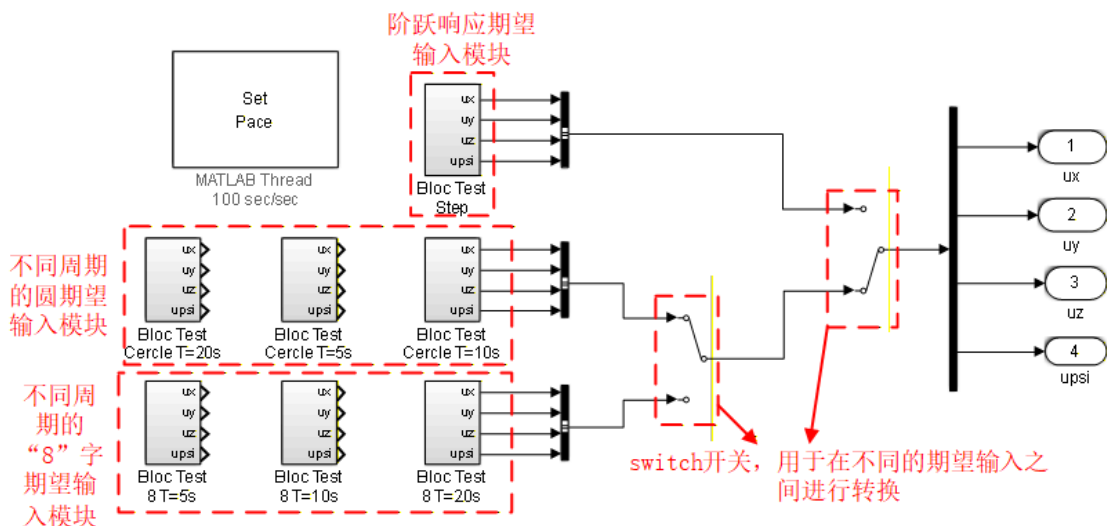 阶跃响应期望
输入模块
Set
Pace
MATLAB Thread
100 sec/sec
ux
uy
uz
upsi
Bloc Test
Step
不同周期
的圆期望
输入模块
ux
uy
uz
upsi
Bloc Test
Cercle T=20s
ux
uy
uz
upsi
Bloc Test
Cercle T=5s
ux
uy
uz
upsi
Bloc Test
Cercle T=10s
不同周
期的
“8”字
期望输
入模块
ux
uy
uz
upsi
Bloc Test
8 T=5s
ux
uy
uz
upsi
Bloc Test
8 T=10s
ux
uy
uz
upsi
Bloc Test
8 T=20s
switch开关，用于在不同的期望输入之
间进行转换
1
ux
2
uy
3
uz
4
upsi